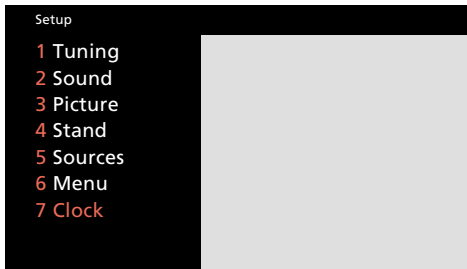 Setup
1 Tuning
2 Sound
3 Picture
4 Stand
5 Sources
6 Menu
7 Clock